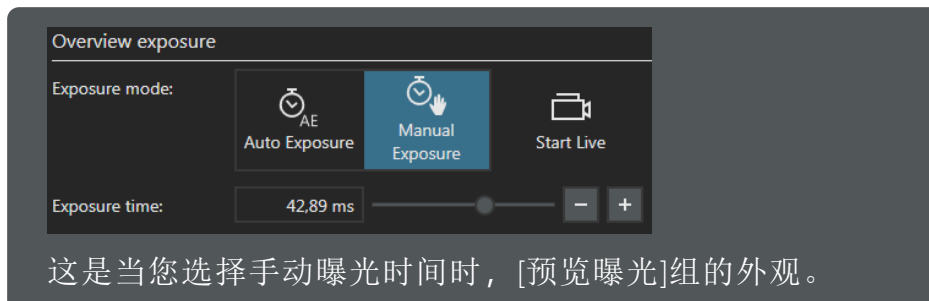 Overview exposure
Exposure mode:
AE
Auto Exposure
Manual
Exposure
Start Live
Exposure time:
42,89 ms
− +
这是当您选择手动曝光时间时，[预览曝光]组的外观。